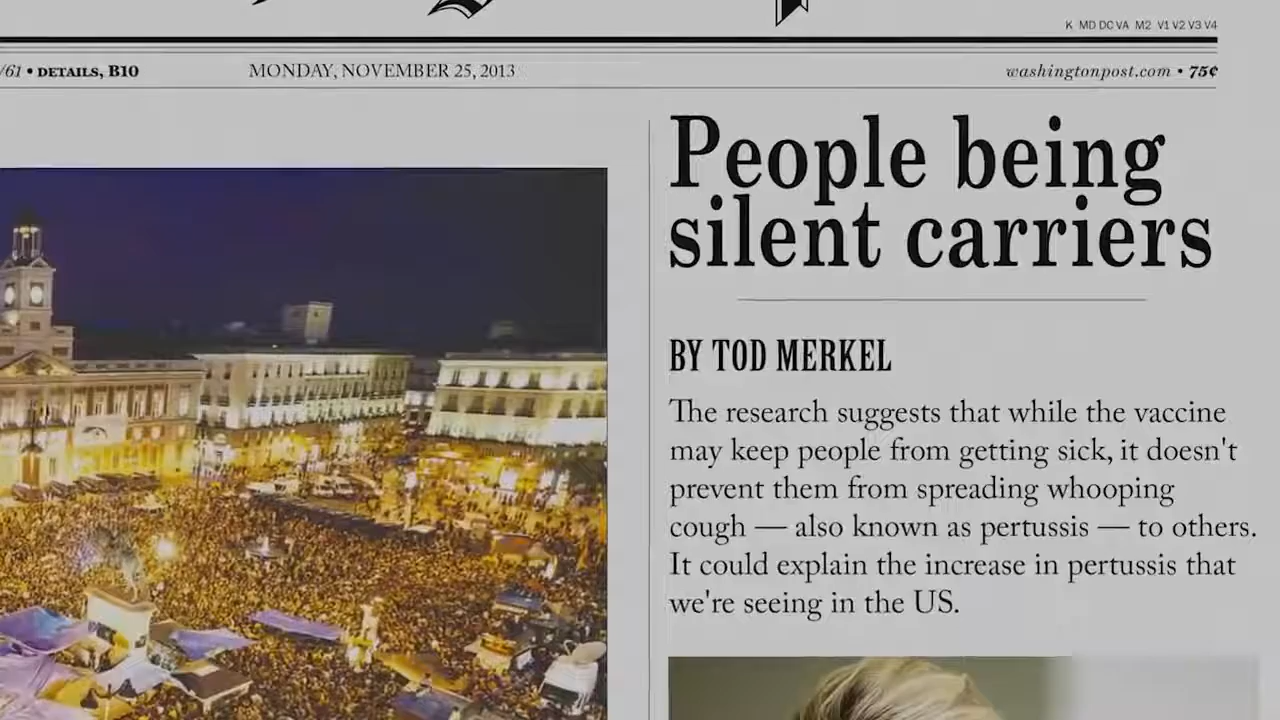 K MD DC VA M2 V1 V2 V3 V4
/61 • DETAILS, B10
MONDAY, NOVEMBER 25, 2013
washingtonpost.com • 75¢
People being
silent carriers
BY TOD MERKEL
The research suggests that while the vaccine
may keep people from getting sick, it doesn't
prevent them from spreading whooping
cough — also known as pertussis — to others.
It could explain the increase in pertussis that
we're seeing in the US.